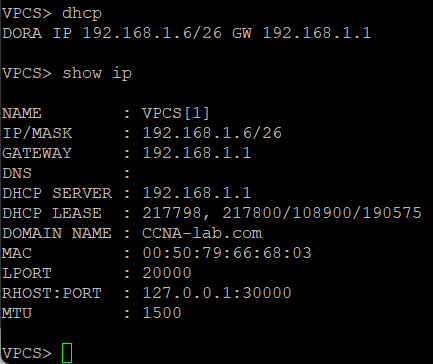 VPCS> dhcp
DORA IP 192.168.1.6/26 GW 192.168.1.1
VPCS> show ip
NAME        : VPCS[1]
IP/MASK     : 192.168.1.6/26
GATEWAY     : 192.168.1.1
DNS         :
DHCP SERVER : 192.168.1.1
DHCP LEASE  : 217798, 217800/108900/190575
DOMAIN NAME : CCNA-lab.com
MAC         : 00:50:79:66:68:03
LPORT       : 20000
RHOST:PORT  : 127.0.0.1:30000
MTU         : 1500
VPCS>